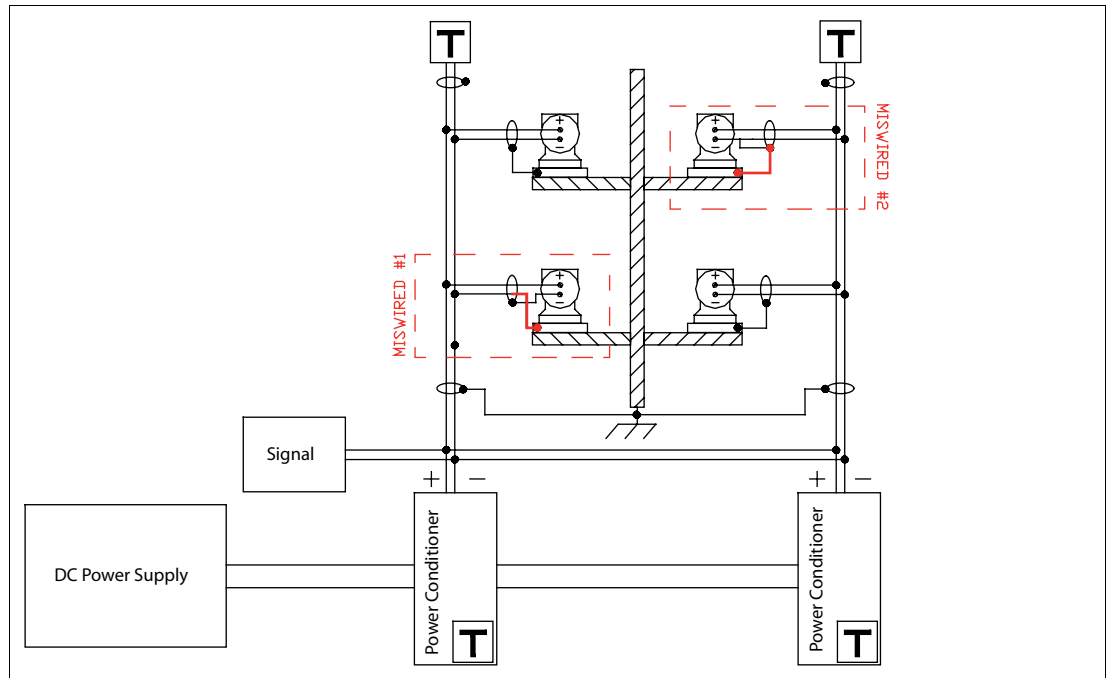 T
T
+
−
+
−
MISWIRED #2
MISWIRED #1
+
−
+
−
Signal
+ −
+ −
DC Power Supply
Power Conditioner
T
Power Conditioner
T